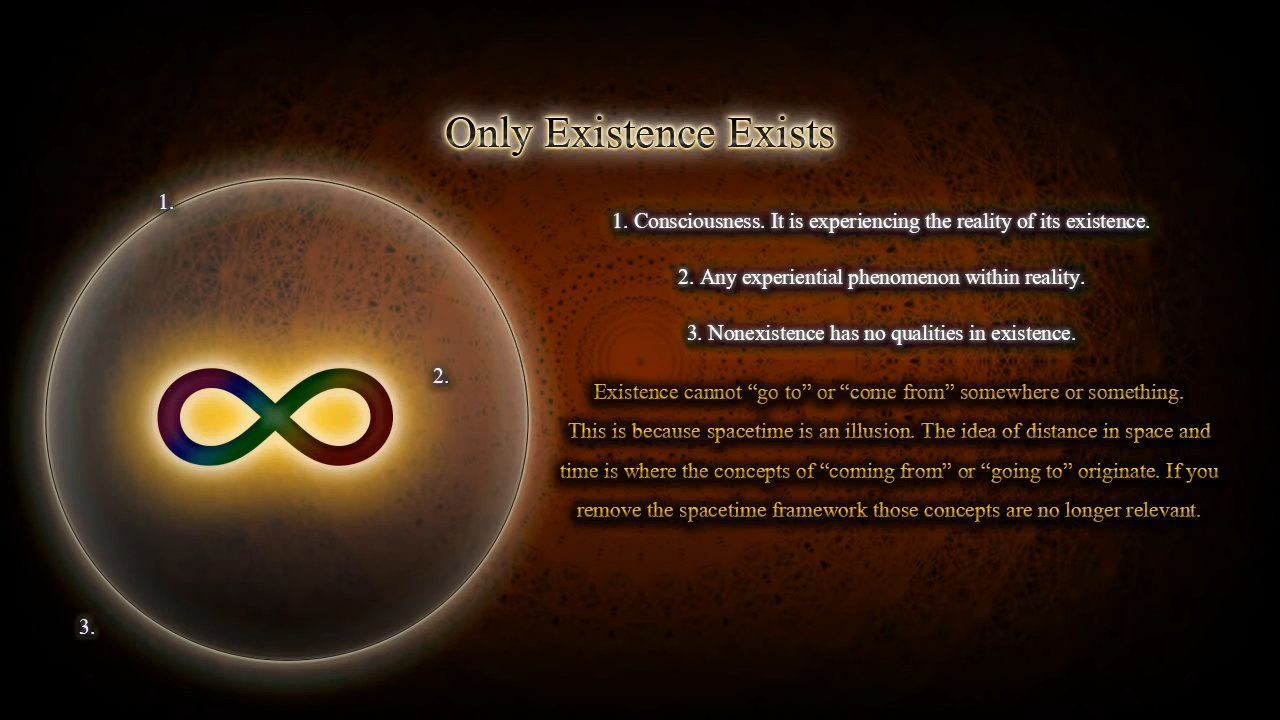 Only Existence Exists
1.
1. Consciousness. It is experiencing the reality of its existence.
2. Any experiential phenomenon within reality.
3. Nonexistence has no qualities in existence.
2.
Existence cannot “go to” or “come from” somewhere or something.
This is because spacetime is an illusion. The idea of distance in space and
time is where the concepts of “coming from” or “going to” originate. If you
remove the spacetime framework those concepts are no longer relevant.
3.